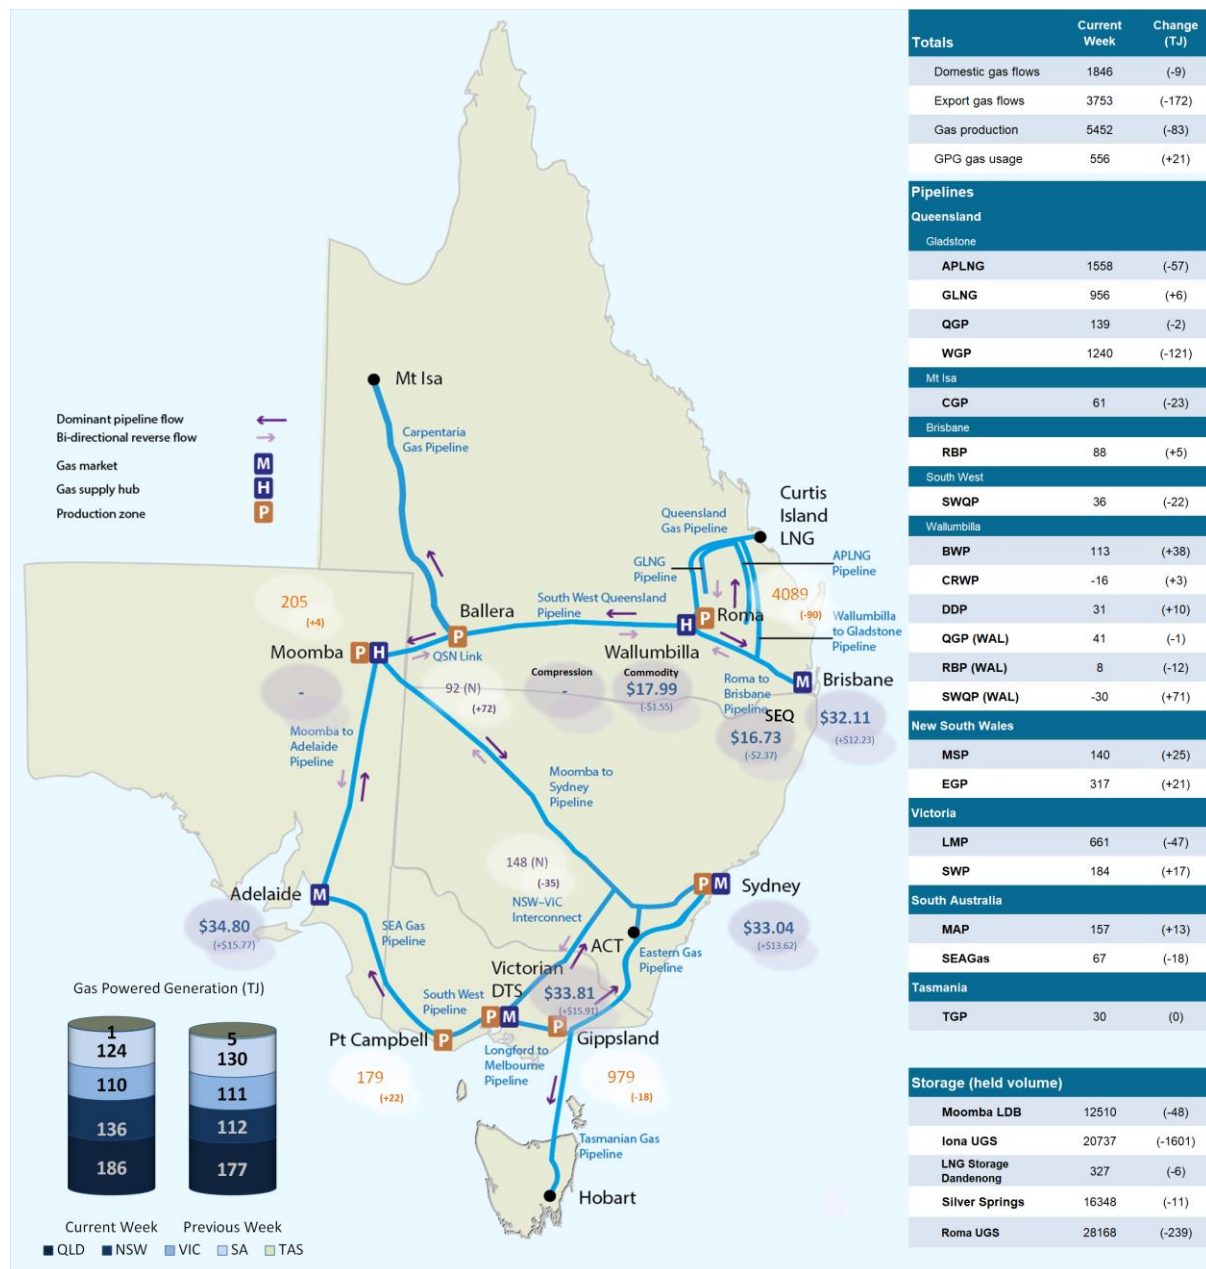 Dominant pipeline flow
Bi-directional reverse flow
Gas market
M
Gas supply hub
H
Production zone
P
Mt Isa
Carpentaria
Gas Pipeline
Curtis
Island
LNG
Queensland
Gas Pipeline
GLNG
Pipeline
APLNG
Pipeline
4089
(-90)
Wallumbilla
to Gladstone
Pipeline
205
(+4)
Ballera
P
South West Queensland
Pipeline
H
P
Roma
Wallumbilla
Moomba
P
H
QSN Link
-
92 (N)
(+72)
Compression
-
Commodity
$17.99
(-$1.55)
Roma to
Brisbane
Pipeline
M
Brisbane
SEQ
$16.73
(-$2.37)
$32.11
(+$12.23)
Moomba to
Adelaide
Pipeline
Moomba to
Sydney
Pipeline
148 (N)
(-35)
NSW–VIC
Interconnect
P
M
Sydney
$33.04
(+$13.62)
Adelaide
M
$34.80
(+$15.77)
SEA Gas
Pipeline
ACT
Eastern Gas
Pipeline
Victorian
DTS
$33.81
(+$15.91)
South West
Pipeline
P
M
P
Gippsland
979
(-18)
Pt Campbell
P
179
(+22)
Longford to
Melbourne
Pipeline
Tasmanian Gas
Pipeline
Hobart
Gas Powered Generation (TJ)
1
124
110
136
186
5
130
111
112
177
Current Week
Previous Week
QLD NSW VIC SA TAS
Totals Current Week Change (TJ)
Domestic gas flows 1846 (-9)
Export gas flows 3753 (-172)
Gas production 5452 (-83)
GPG gas usage 556 (+21)
Pipelines
Queensland
Gladstone
APLNG 1558 (-57)
GLNG 956 (+6)
QGP 139 (-2)
WGP 1240 (-121)
Mt Isa
CGP 61 (-23)
Brisbane
RBP 88 (+5)
South West
SWQP 36 (-22)
Wallumbilla
BWP 113 (+38)
CRWP -16 (+3)
DDP 31 (+10)
QGP (WAL) 41 (-1)
RBP (WAL) 8 (-12)
SWQP (WAL) -30 (+71)
New South Wales
MSP 140 (+25)
EGP 317 (+21)
Victoria
LMP 661 (-47)
SWP 184 (+17)
South Australia
MAP 157 (+13)
SEAGas 67 (-18)
Tasmania
TGP 30 (0)
Storage (held volume)
Moomba LDB 12510 (-48)
Iona UGS 20737 (-1601)
LNG Storage
Dandenong 327 (-6)
Silver Springs 16348 (-11)
Roma UGS 28168 (-239)